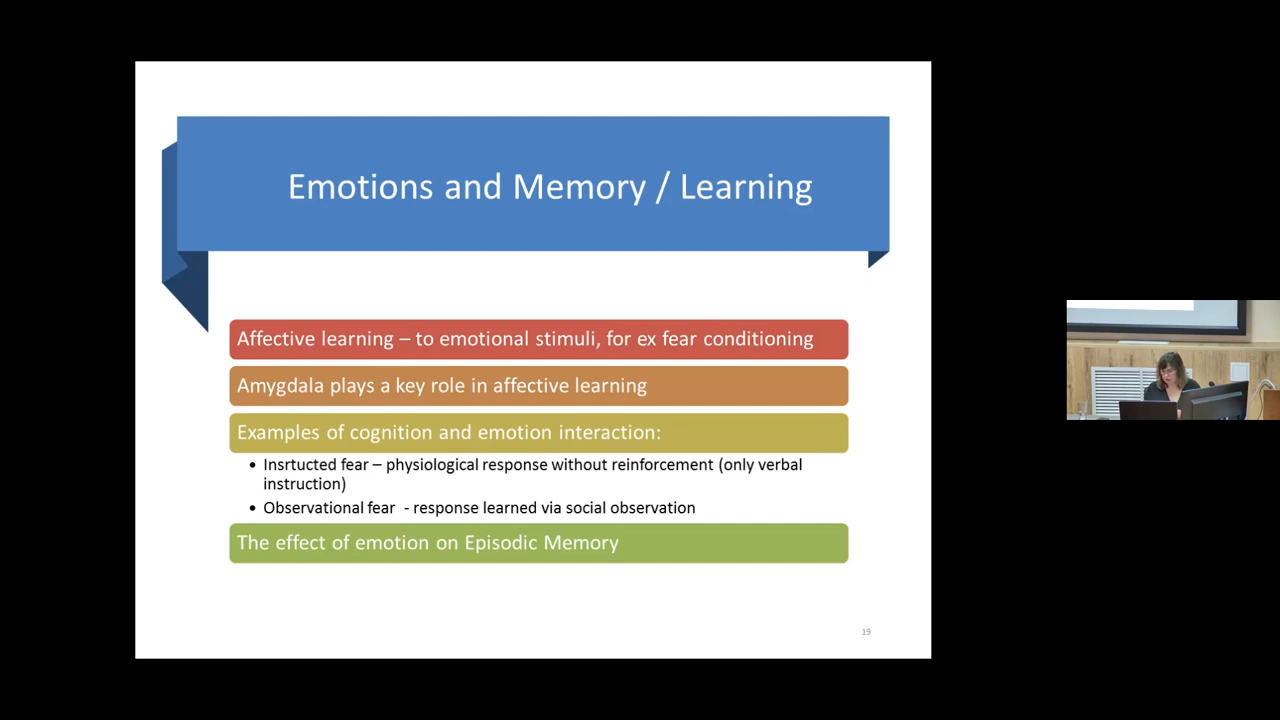 Emotions and Memory / Learning
Affective learning – to emotional stimuli, for ex fear conditioning
Amygdala plays a key role in affective learning
Examples of cognition and emotion interaction:
• Insrtucted fear – physiological response without reinforcement (only verbal
instruction)
• Observational fear - response learned via social observation
The effect of emotion on Episodic Memory
19